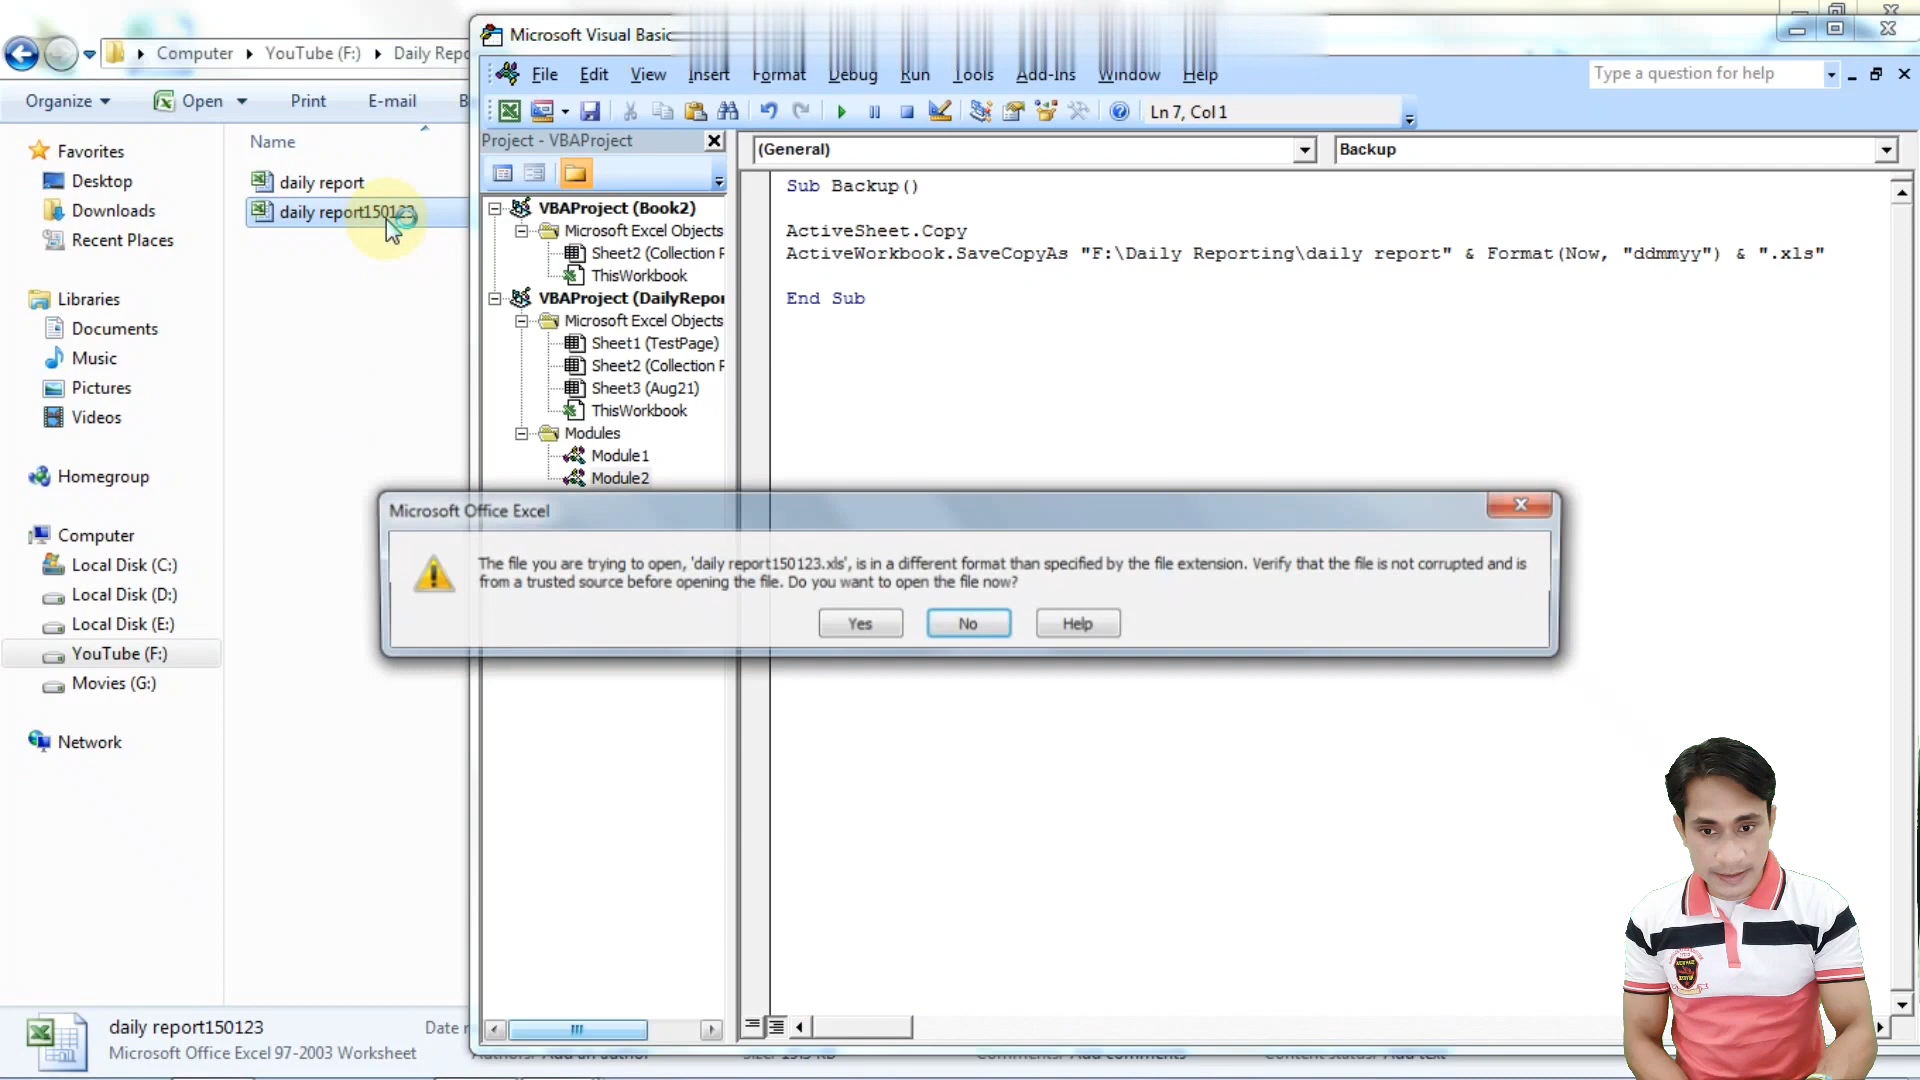 Microsoft Visual Basic
Computer
YouTube (F:)
Daily Repo
File
Edit
View
Insert
Format
Debug
Run
Tools
Add-Ins
Window
Help
Type a question for help
Organize
Open
Print
E-mail
B
Ln 7, Col 1
Project - VBAProject
(General)
Backup
Name
daily report
daily report150123
Favorites
Desktop
Downloads
Recent Places
Libraries
Documents
Music
Pictures
Videos
Homegroup
Computer
Local Disk (C:)
Local Disk (D:)
Local Disk (E:)
YouTube (F:)
Movies (G:)
Network
VBAProject (Book2)
Microsoft Excel Objects
Sheet2 (Collection R
ThisWorkbook
VBAProject (DailyRepor
Microsoft Excel Objects
Sheet1 (TestPage)
Sheet2 (Collection R
Sheet3 (Aug21)
ThisWorkbook
Modules
Module1
Module2
Sub Backup()
ActiveSheet.Copy
ActiveWorkbook.SaveCopyAs "F:\Daily Reporting\daily report" & Format(Now, "ddmmyy") & ".xls"
End Sub
Microsoft Office Excel
The file you are trying to open, 'daily report150123.xls', is in a different format than specified by the file extension. Verify that the file is not corrupted and is
from a trusted source before opening the file. Do you want to open the file now?
Yes
No
Help
daily report150123
Date
Microsoft Office Excel 97-2003 Worksheet